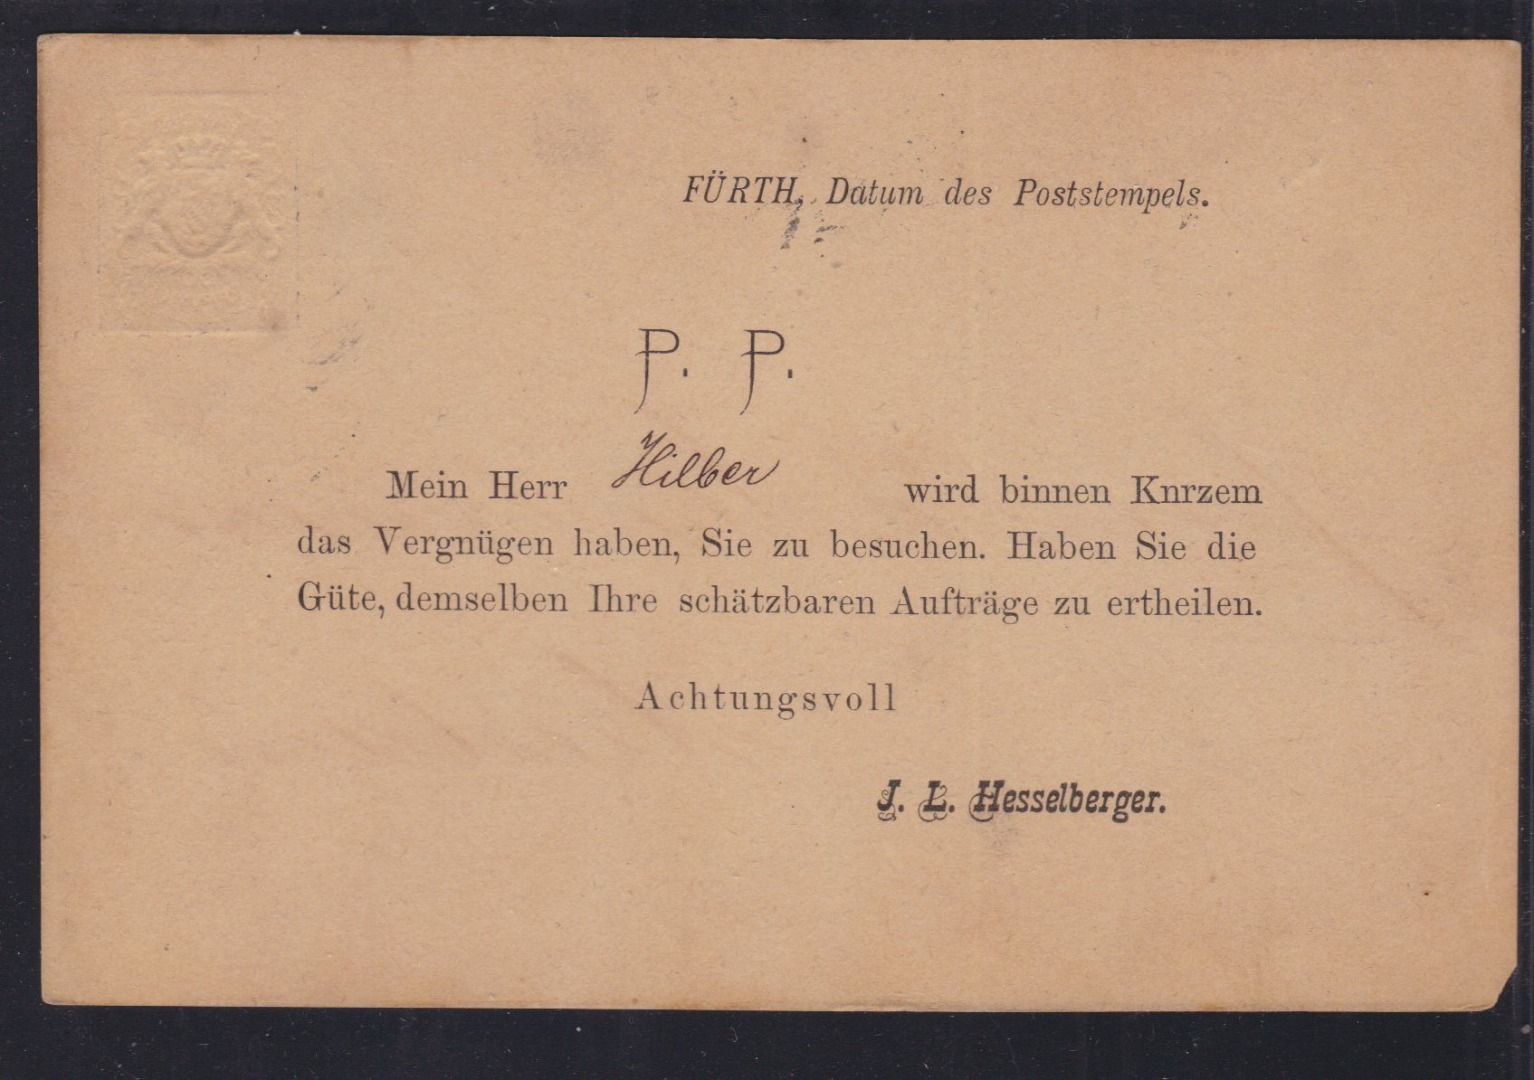 FÜRTH, Datum des Poststempels.
P. P.
Mein Herr Hilber wird binnen Knrzem
das Vergnügen haben, Sie zu besuchen. Haben Sie die
Güte, demselben Ihre schätzbaren Aufträge zu ertheilen.
Achtungsvoll
J. L. Hesselberger.